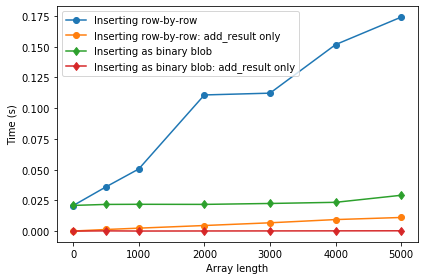 0.175
0.150
0.125
0.100
0.075
0.050
0.025
0.000
Time (s)
Inserting row-by-row
Inserting row-by-row: add_result only
Inserting as binary blob
Inserting as binary blob: add_result only
0 1000 2000 3000 4000 5000
Array length